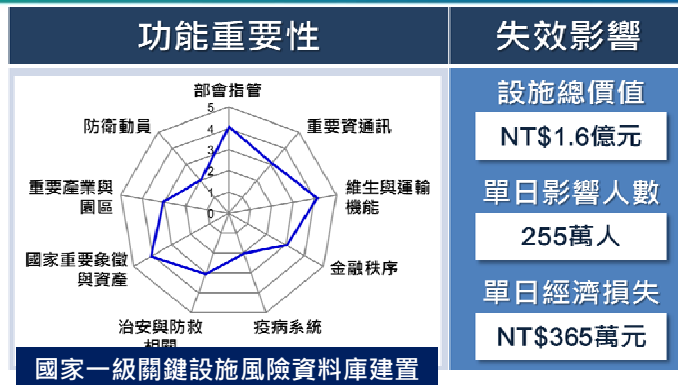 功能重要性
失效影響
部會指管
5
4
3
2
1
0
重要資通訊
維生與運輸
機能
金融秩序
疫病系統
治安與防救
相關
國家重要象徵
與資產
重要產業與
園區
防衛動員
設施總價值
NT$1.6億元
單日影響人數
255萬人
單日經濟損失
NT$365萬元
國家一級關鍵設施風險資料庫建置